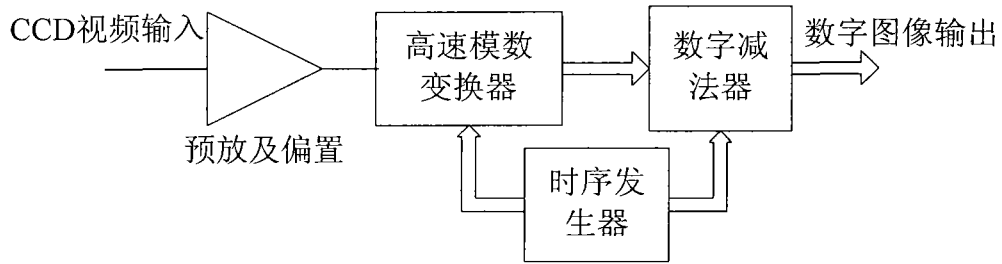 CCD视频输入
预放及偏置
高速模数
变换器
数字减
法器
数字图像输出
时序发
生器